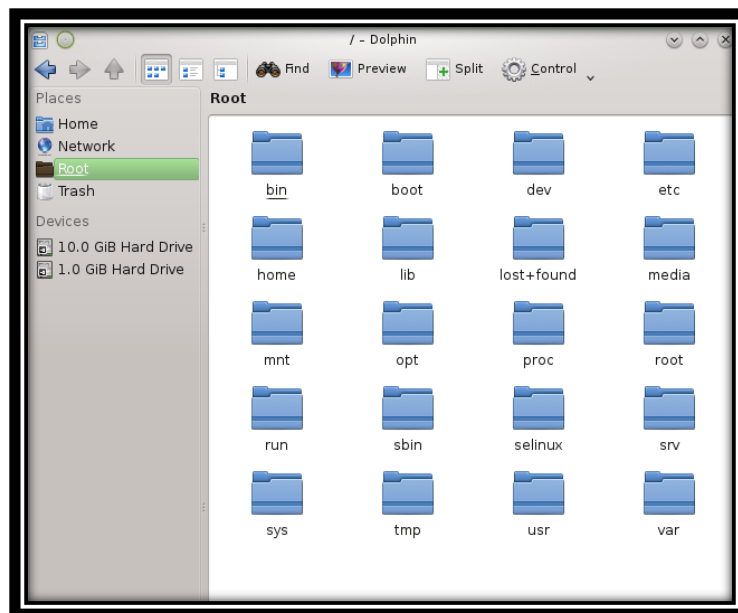 / – Dolphin
Find Preview Split Control
Places
Root
Home
Network
Root
Trash
Devices
10.0 GiB Hard Drive
1.0 GiB Hard Drive
bin boot dev etc
home lib lost+found media
mnt opt proc root
run sbin selinux srv
sys tmp usr var